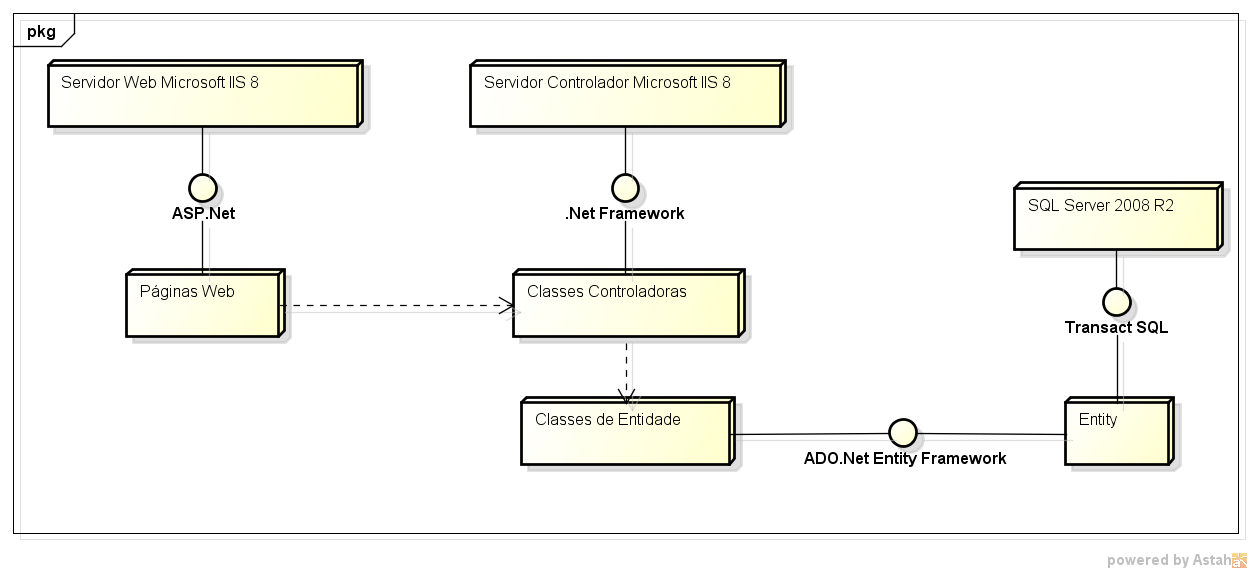 pkg
Servidor Web Microsoft IIS 8
Servidor Controlador Microsoft IIS 8
ASP.Net
.Net Framework
SQL Server 2008 R2
Páginas Web
Classes Controladoras
Transact SQL
Classes de Entidade
Entity
ADO.Net Entity Framework
powered by Astah